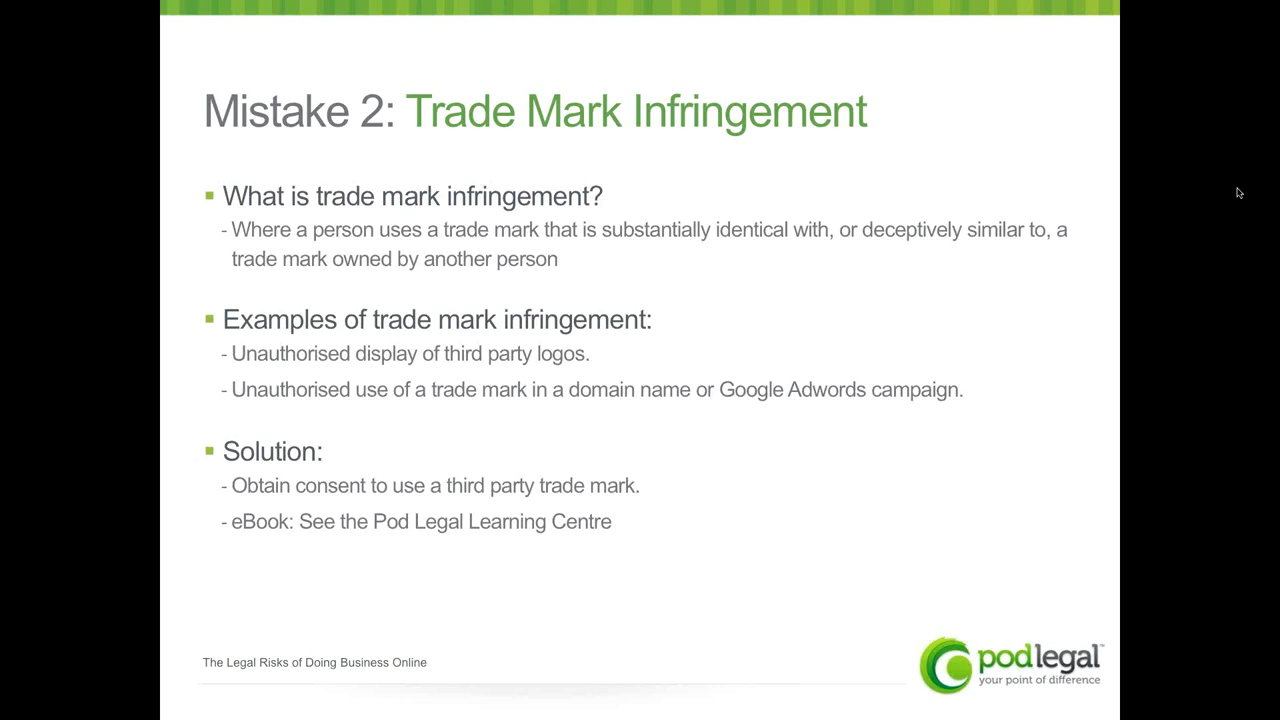 Mistake 2: Trade Mark Infringement
What is trade mark infringement?
- Where a person uses a trade mark that is substantially identical with, or deceptively similar to, a
trade mark owned by another person
Examples of trade mark infringement:
- Unauthorised display of third party logos.
- Unauthorised use of a trade mark in a domain name or Google Adwords campaign.
Solution:
- Obtain consent to use a third party trade mark.
- eBook: See the Pod Legal Learning Centre
The Legal Risks of Doing Business Online
podlegal™
your point of difference